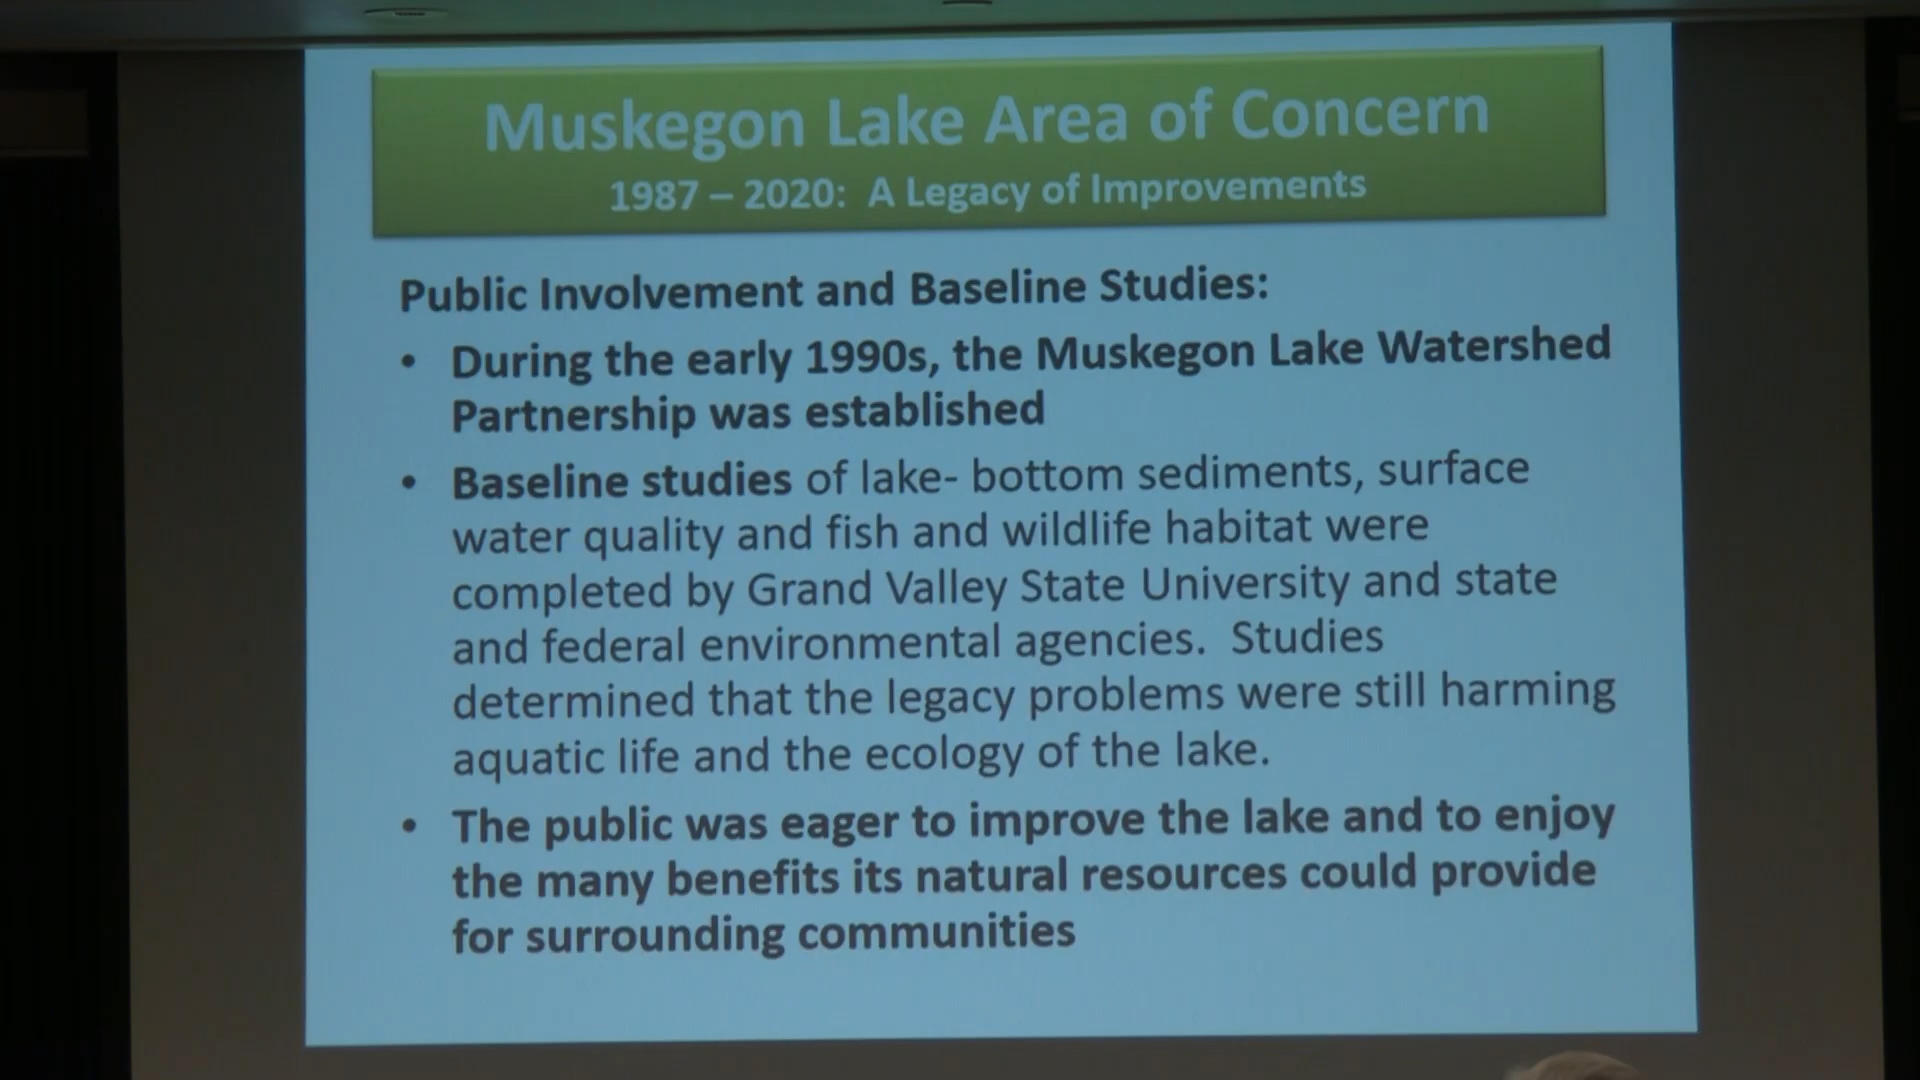 Muskegon Lake Area of Concern
1987 – 2020: A Legacy of Improvements
Public Involvement and Baseline Studies:
• During the early 1990s, the Muskegon Lake Watershed
Partnership was established
• Baseline studies of lake- bottom sediments, surface
water quality and fish and wildlife habitat were
completed by Grand Valley State University and state
and federal environmental agencies. Studies
determined that the legacy problems were still harming
aquatic life and the ecology of the lake.
• The public was eager to improve the lake and to enjoy
the many benefits its natural resources could provide
for surrounding communities